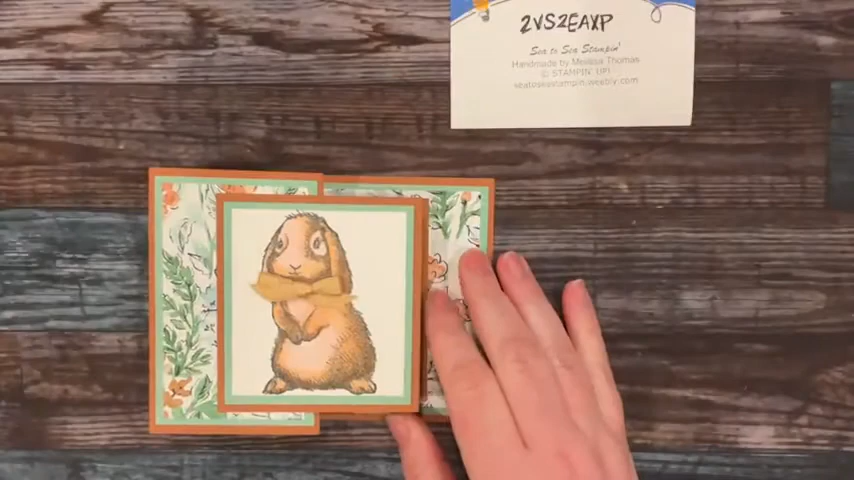 2VS2EAXP
Sea to Sea Stampin'
Handmade by Melissa Thomas
© STAMPIN' UP!
seatoseastampin.weebly.com